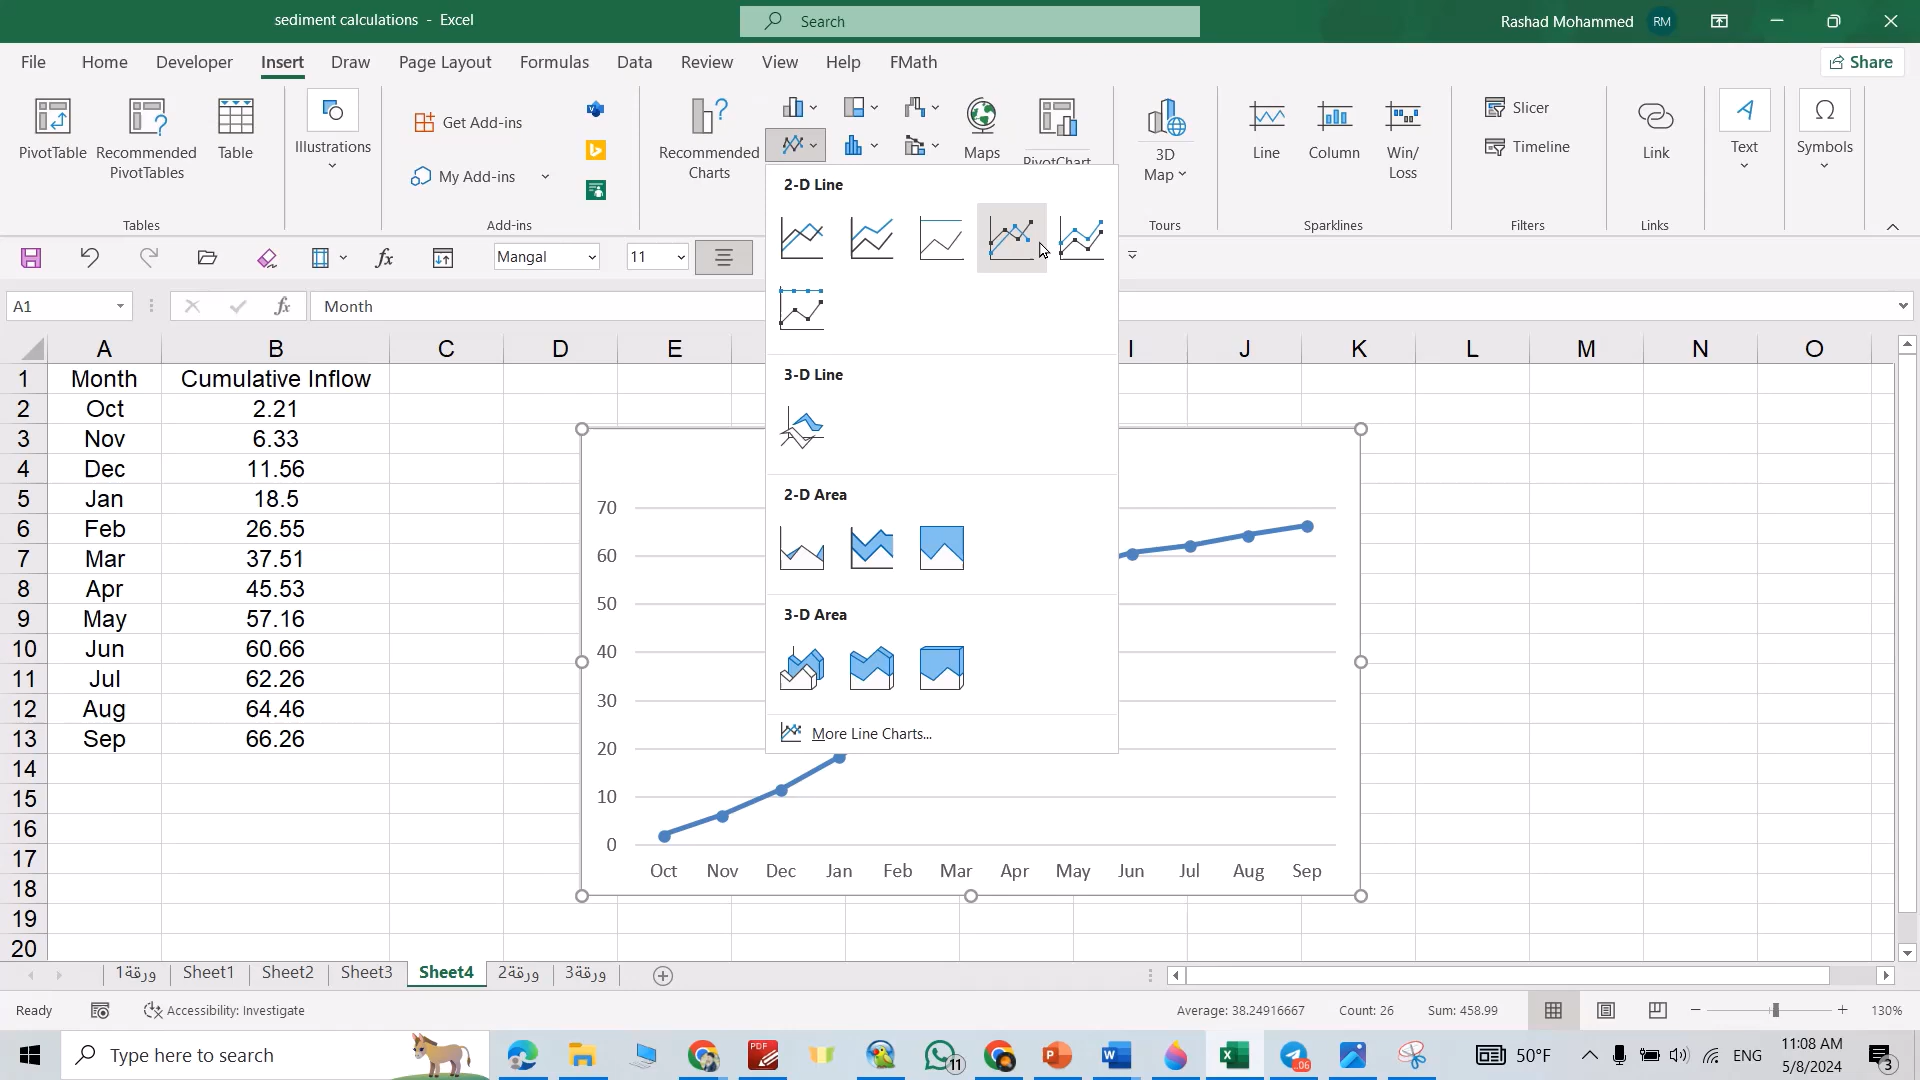 sediment calculations - Excel
Search
Rashad Mohammed RM
File Home Developer Insert Draw Page Layout Formulas Data Review View Help FMath
Share
PivotTable Recommended PivotTables Table
Illustrations
Get Add-ins
My Add-ins
Recommended Charts
Maps
PivotChart
3D Map
Line Column Win/ Loss
Slicer
Timeline
Link
Text
Symbols
Tables Add-ins Tours Sparklines Filters Links
Mangal 11
A1 Month
2-D Line
3-D Line
2-D Area
3-D Area
More Line Charts...
A B C D E I J K L M N O
1 Month Cumulative Inflow
2 Oct 2.21
3 Nov 6.33
4 Dec 11.56
5 Jan 18.5
6 Feb 26.55
7 Mar 37.51
8 Apr 45.53
9 May 57.16
10 Jun 60.66
11 Jul 62.26
12 Aug 64.46
13 Sep 66.26
14
15
16
17
18
19
20
70
60
50
40
30
20
10
0
Oct Nov Dec Jan Feb Mar Apr May Jun Jul Aug Sep
ورقة1 Sheet1 Sheet2 Sheet3 Sheet4 ورقة2 ورقة3
Ready Accessibility: Investigate Average: 38.24916667 Count: 26 Sum: 458.99 130%
Type here to search
PDF
11
.06
50°F
ENG
11:08 AM
5/8/2024
3